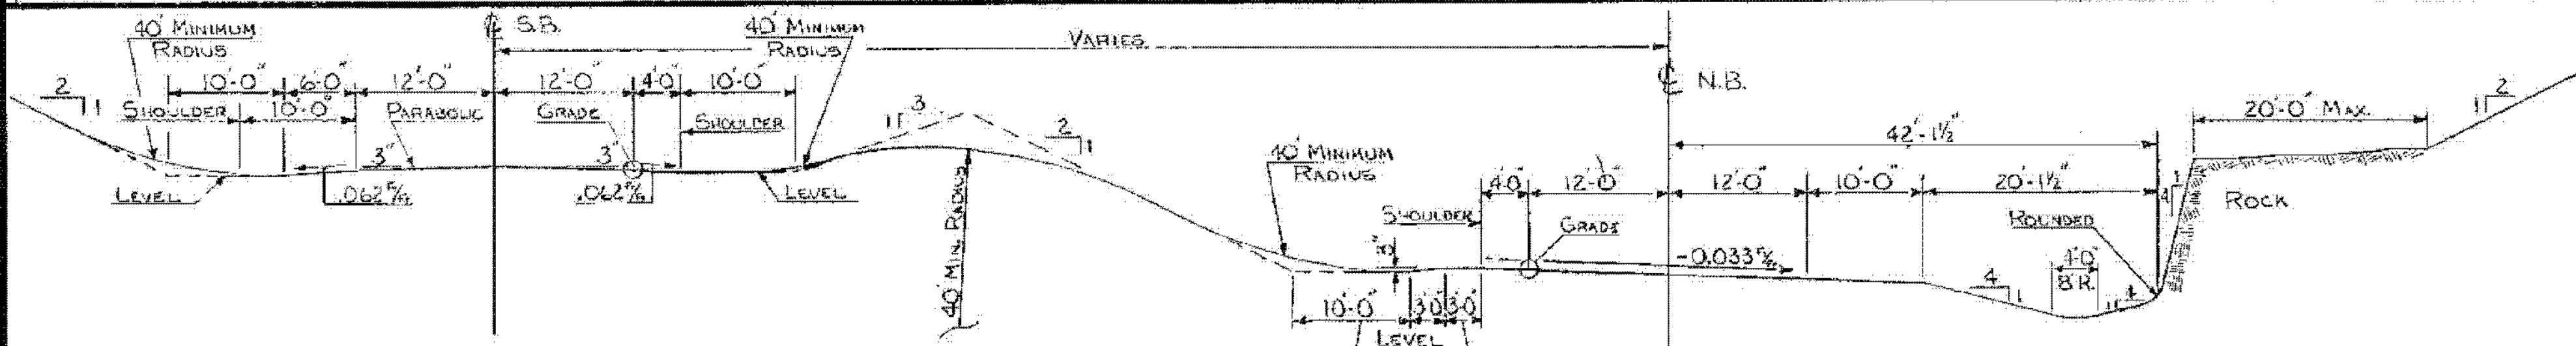 40' MINIMUM
RADIUS
℄ S.B.
40' MINIMUM
RADIUS
VARIES
℄ N.B.
10'-0"
6'-0"
12'-0"
12'-0"
4'-0"
10'-0"
2
1
SHOULDER
10'-0"
PARABOLIC
GRADE
SHOULDER
3"
3"
LEVEL
.062
.062
LEVEL
3
1
2
1
40' MIN. RADIUS
40' MINIMUM
RADIUS
4'-0"
12'-0"
12'-0"
10'-0"
20'-1½"
42'-1½"
20'-0" MAX.
2
1
SHOULDER
GRADE
-0.033
ROUNDED
1
4
ROCK
4
1
4'-0"
8'R.
1
10'-0"
3'-0"
3'-0"
LEVEL